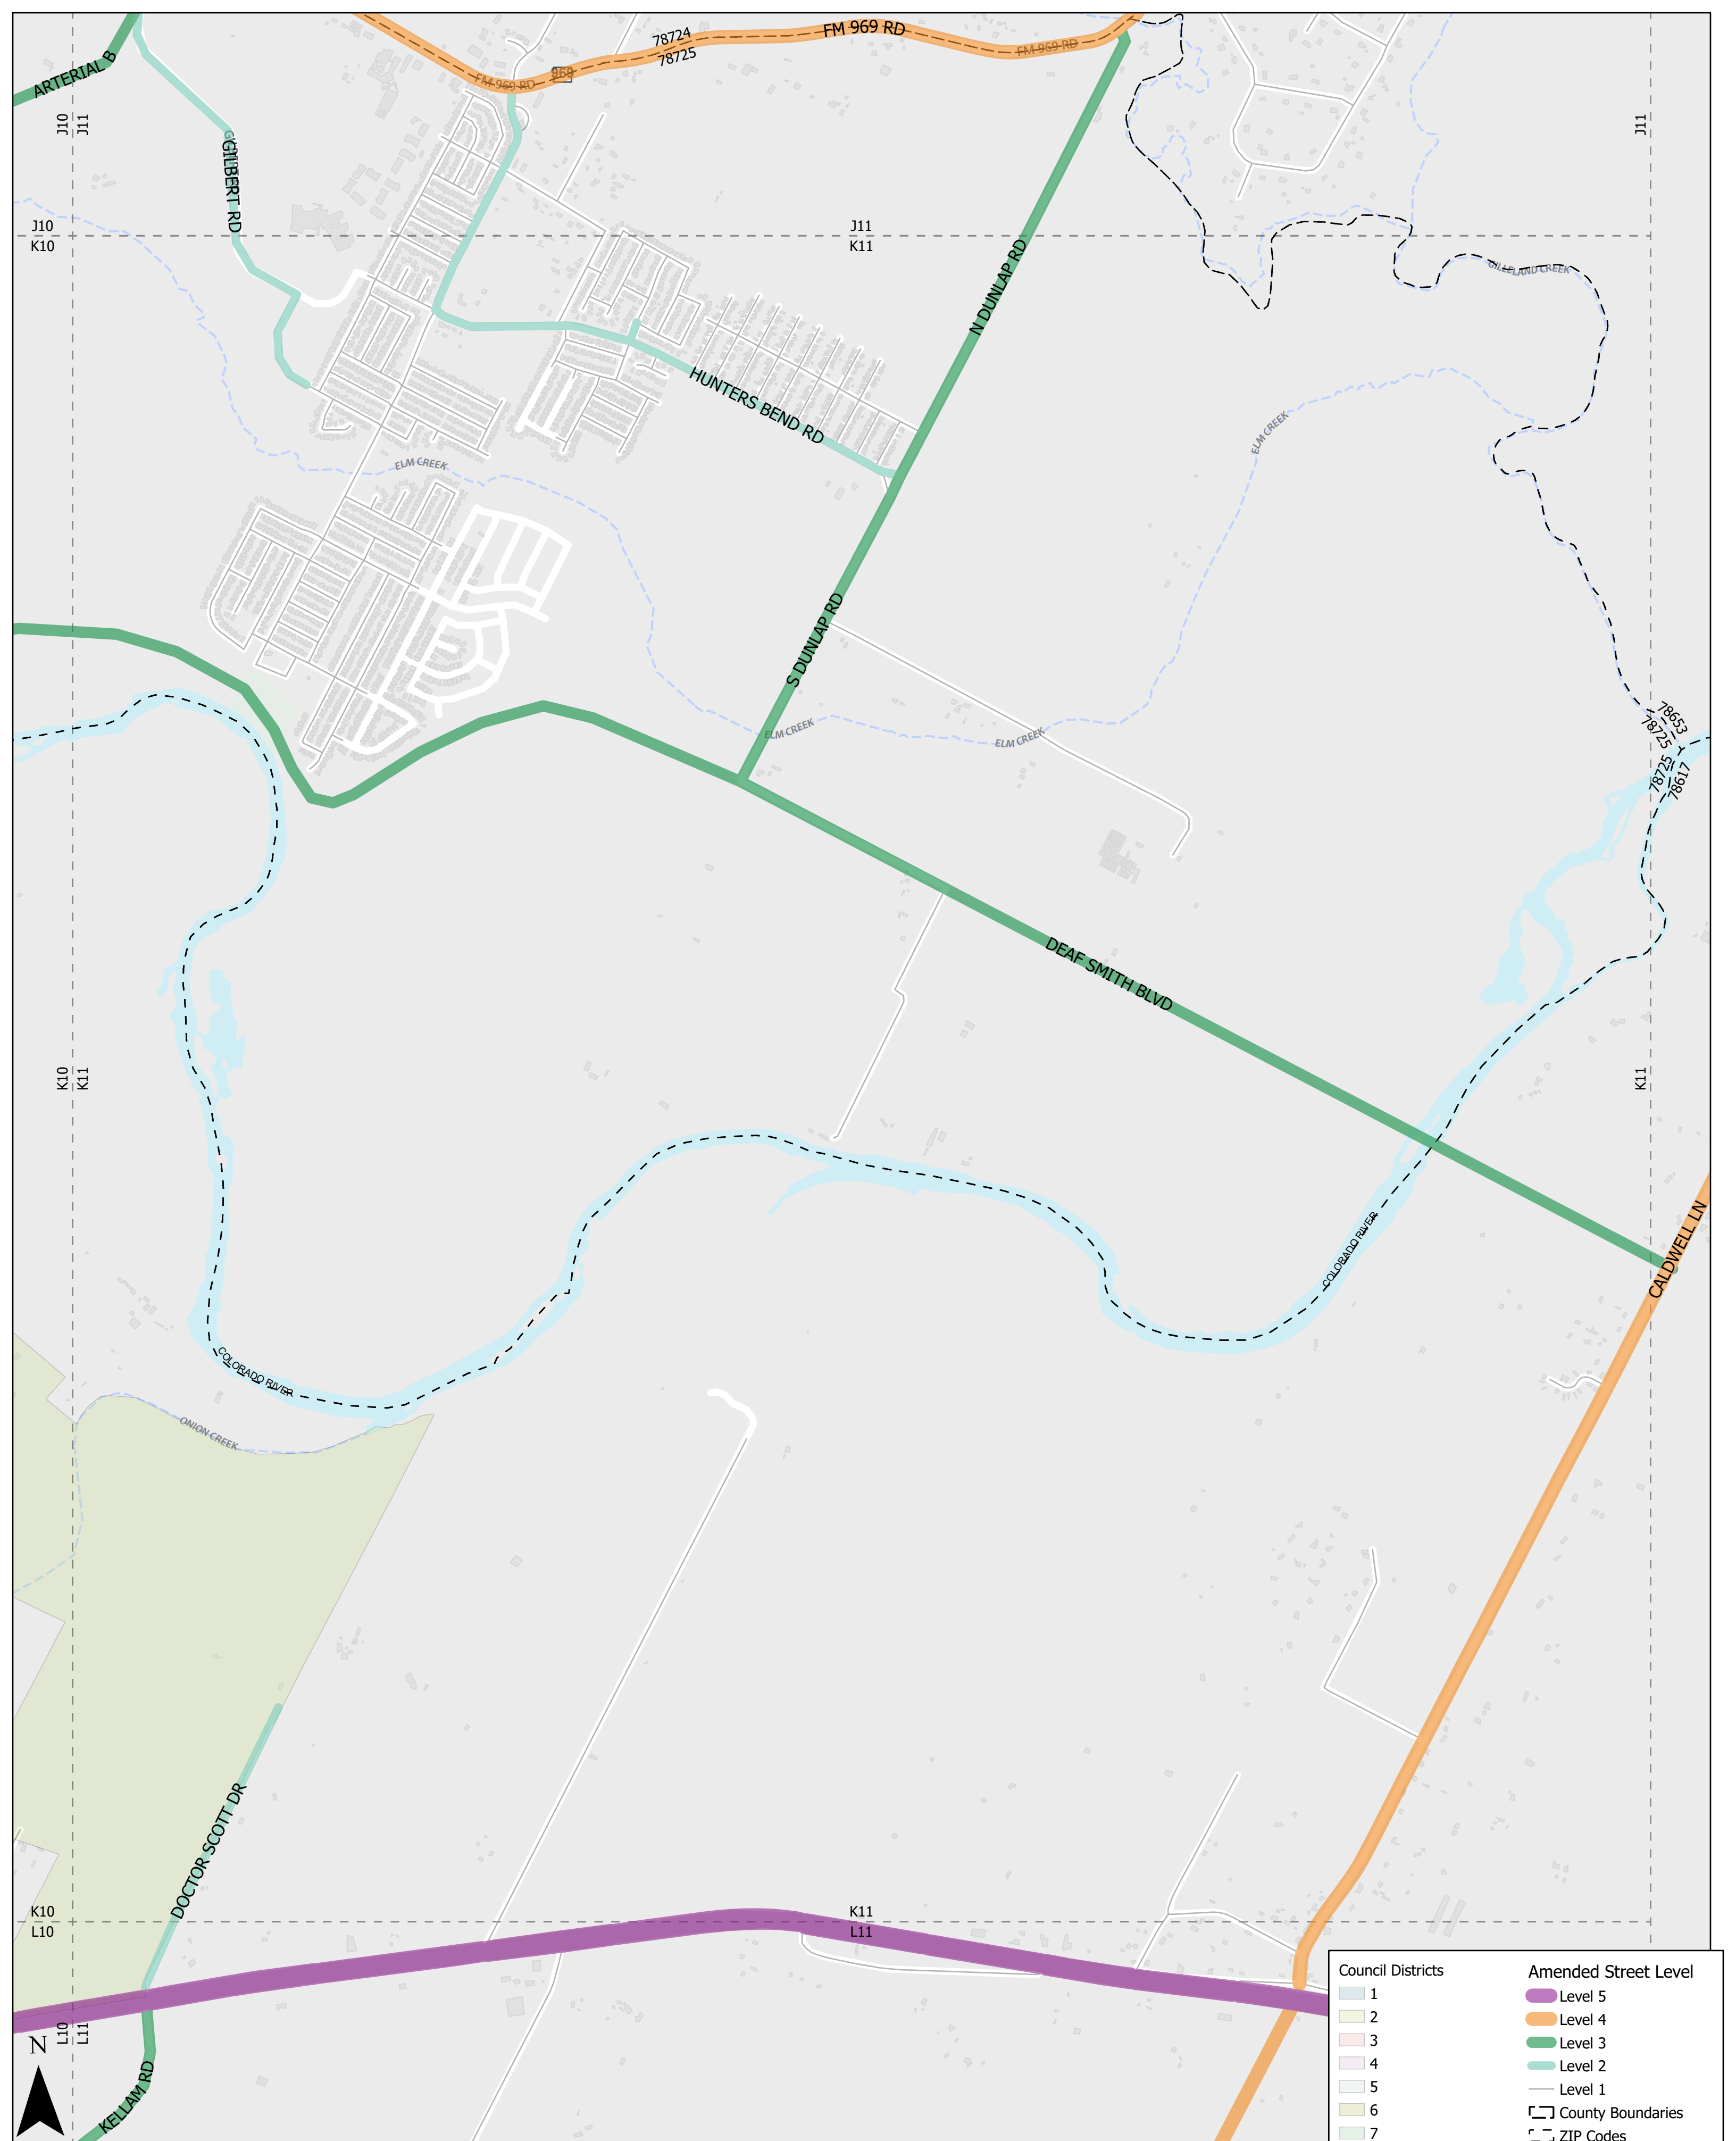 FM 969 RD
78724
78725
FM 969 RD
969
FM 969 RD
ARTERIAL B
J10
J11
J11
GILBERT RD
J10
K10
J11
K11
N DUNLAP RD
GILLELAND CREEK
HUNTERS BEND RD
ELM CREEK
ELM CREEK
S DUNLAP RD
ELM CREEK
ELM CREEK
78653
78725
78725
78617
DEAF SMITH BLVD
K10
K11
K11
COLORADO RIVER
CALDWELL LN
COLORADO RIVER
ONION CREEK
DOCTOR SCOTT DR
K10
L10
K11
L11
L10
L11
N
KELLAM RD
Council Districts
1
2
3
4
5
6
7
Amended Street Level
Level 5
Level 4
Level 3
Level 2
Level 1
County Boundaries
ZIP Codes